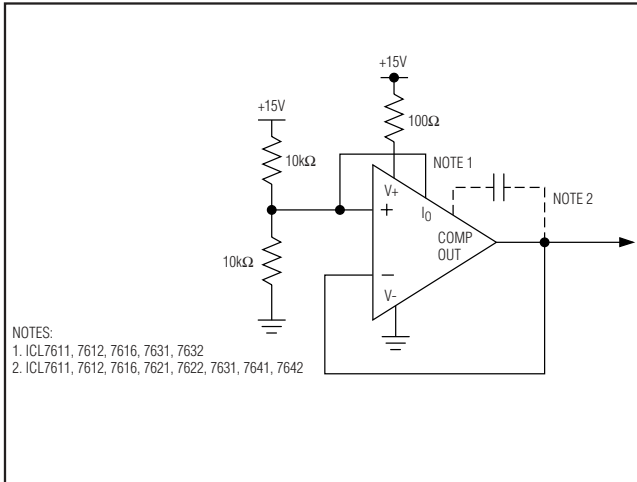 +15V
+15V
100Ω
10kΩ
NOTE 1
V+
I0
+
COMP
OUT
NOTE 2
10kΩ
−
V-
NOTES:
1. ICL7611, 7612, 7616, 7631, 7632
2. ICL7611, 7612, 7616, 7621, 7622, 7631, 7641, 7642